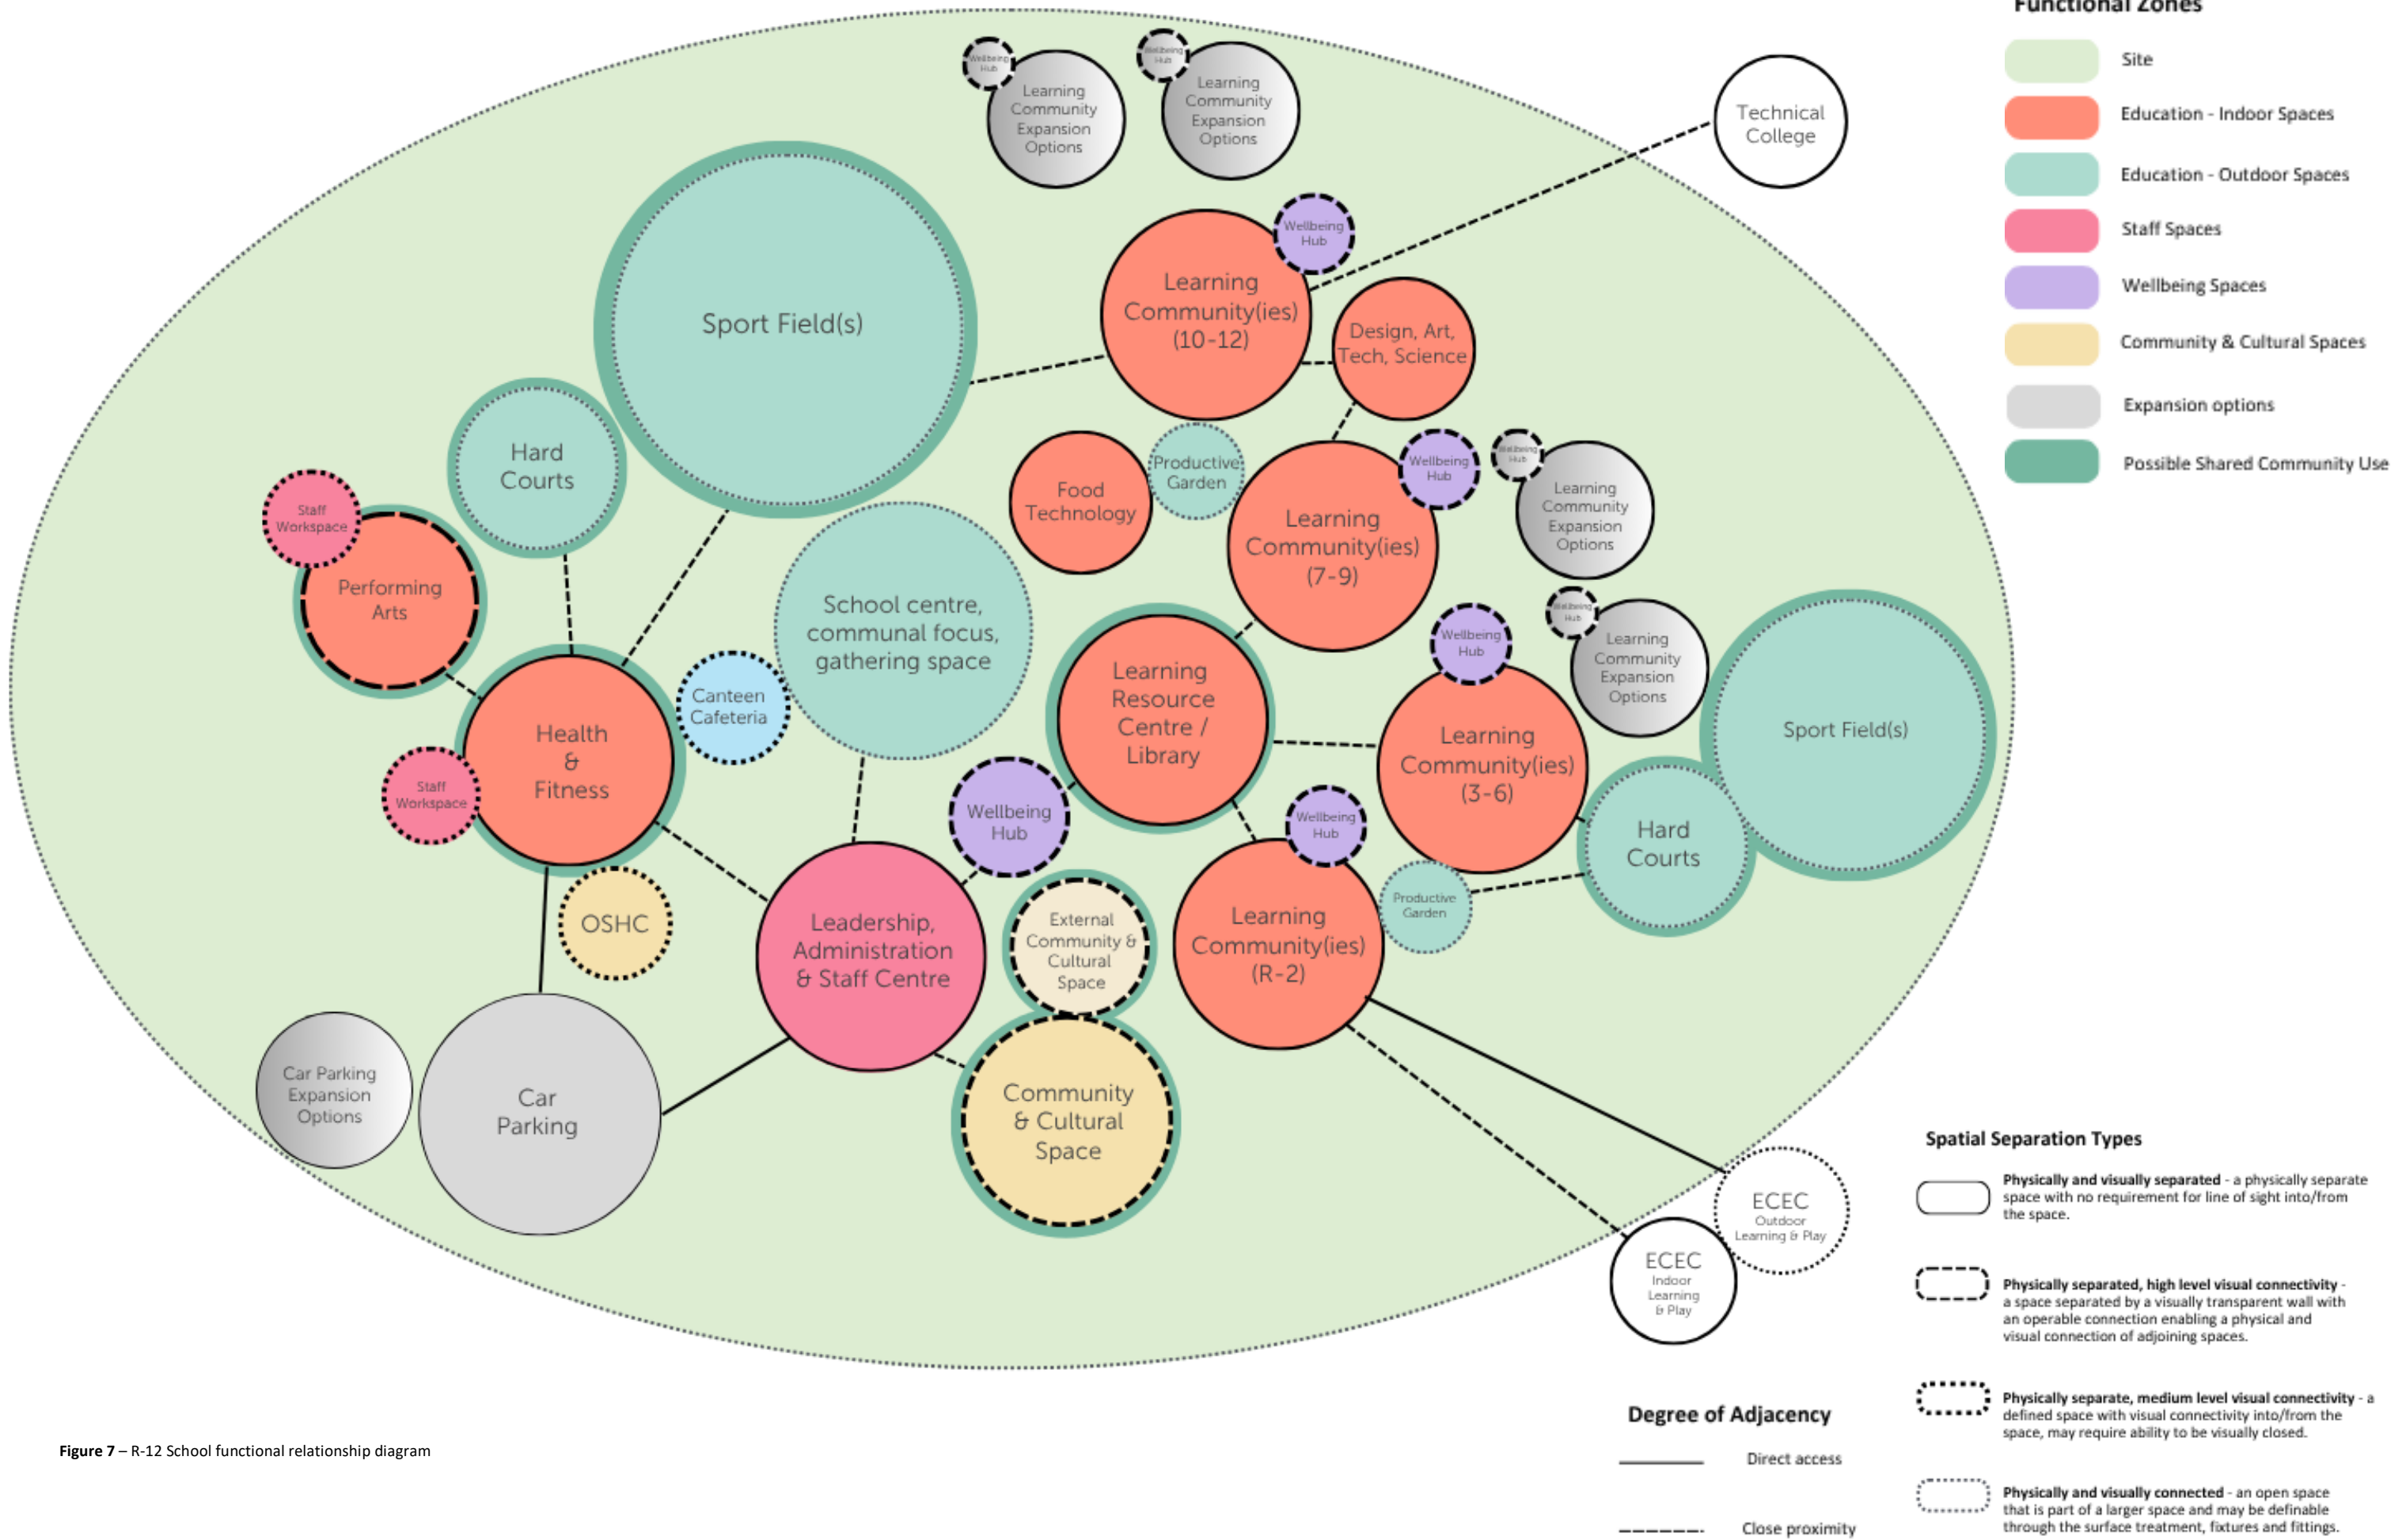 Functional Zones
Site
Education - Indoor Spaces
Education - Outdoor Spaces
Staff Spaces
Wellbeing Spaces
Community & Cultural Spaces
Expansion options
Possible Shared Community Use
Wellbeing
Hub
Learning
Community
Expansion
Options
Wellbeing
Hub
Learning
Community
Expansion
Options
Technical
College
Wellbeing
Hub
Learning
Community(ies)
(10-12)
Design, Art,
Tech, Science
Sport Field(s)
Hard
Courts
Staff
Workspace
Performing
Arts
Food
Technology
Productive
Garden
Wellbeing
Hub
Learning
Community(ies)
(7-9)
Wellbeing
Hub
Learning
Community
Expansion
Options
School centre,
communal focus,
gathering space
Canteen
Cafeteria
Health
&
Fitness
Staff
Workspace
Learning
Resource
Centre /
Library
Wellbeing
Hub
Learning
Community(ies)
(3-6)
Wellbeing
Hub
Learning
Community
Expansion
Options
Sport Field(s)
Hard
Courts
Wellbeing
Hub
Wellbeing
Hub
Learning
Community(ies)
(R-2)
Productive
Garden
OSHC
Leadership,
Administration
& Staff Centre
External
Community &
Cultural
Space
Community
& Cultural
Space
Car Parking
Expansion
Options
Car
Parking
ECEC
Outdoor
Learning & Play
ECEC
Indoor
Learning
& Play
Spatial Separation Types
Physically and visually separated - a physically separate
space with no requirement for line of sight into/from
the space.
Physically separated, high level visual connectivity -
a space separated by a visually transparent wall with
an operable connection enabling a physical and
visual connection of adjoining spaces.
Physically separate, medium level visual connectivity - a
defined space with visual connectivity into/from the
space, may require ability to be visually closed.
Physically and visually connected - an open space
that is part of a larger space and may be definable
through the surface treatment, fixtures and fittings.
Degree of Adjacency
Direct access
Close proximity
Figure 7 – R-12 School functional relationship diagram